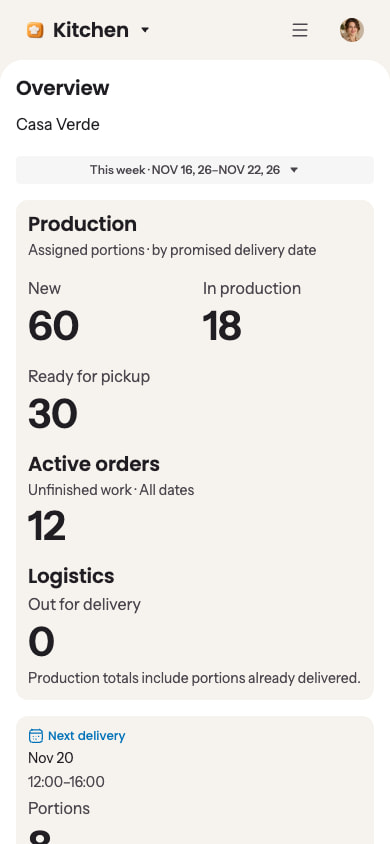 Kitchen
Overview
Casa Verde
This week · NOV 16, 26–NOV 22, 26
Production
Assigned portions · by promised delivery date
New
In production
60
18
Ready for pickup
30
Active orders
Unfinished work · All dates
12
Logistics
Out for delivery
0
Production totals include portions already delivered.
Next delivery
Nov 20
12:00–16:00
Portions